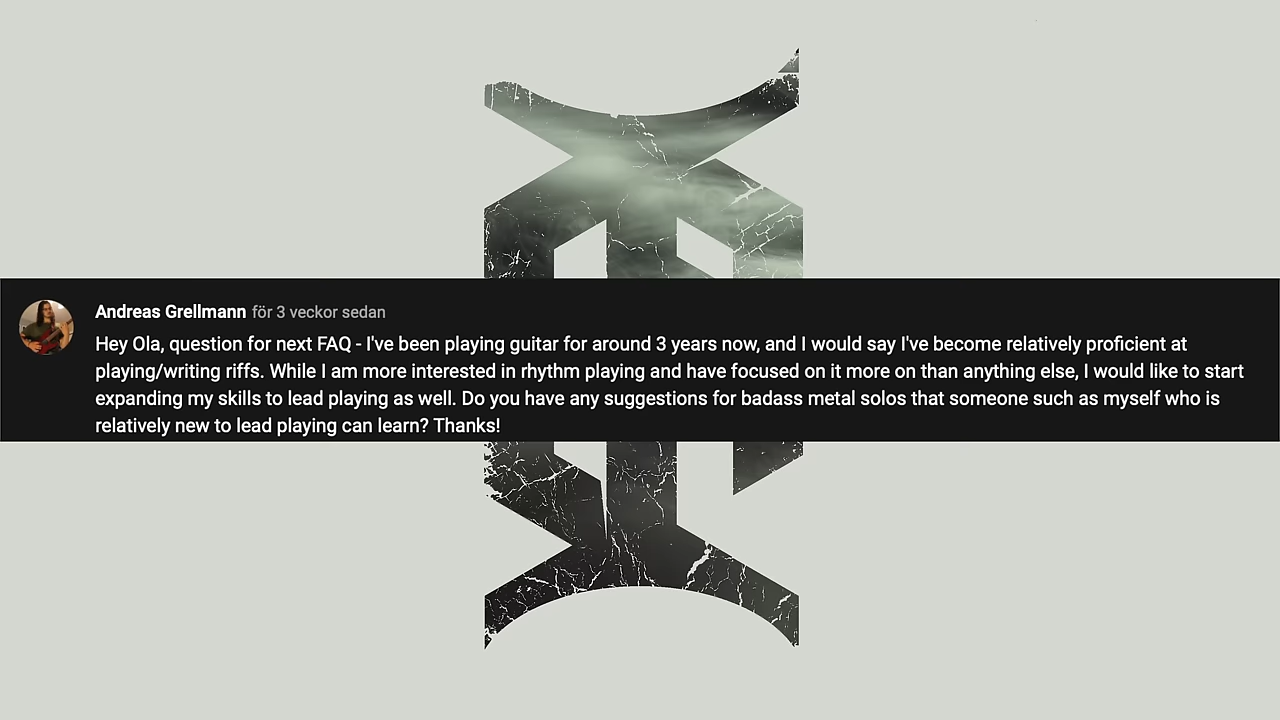 Andreas Grellmann för 3 veckor sedan
Hey Ola, question for next FAQ - I've been playing guitar for around 3 years now, and I would say I've become relatively proficient at
playing/writing riffs. While I am more interested in rhythm playing and have focused on it more on than anything else, I would like to start
expanding my skills to lead playing as well. Do you have any suggestions for badass metal solos that someone such as myself who is
relatively new to lead playing can learn? Thanks!